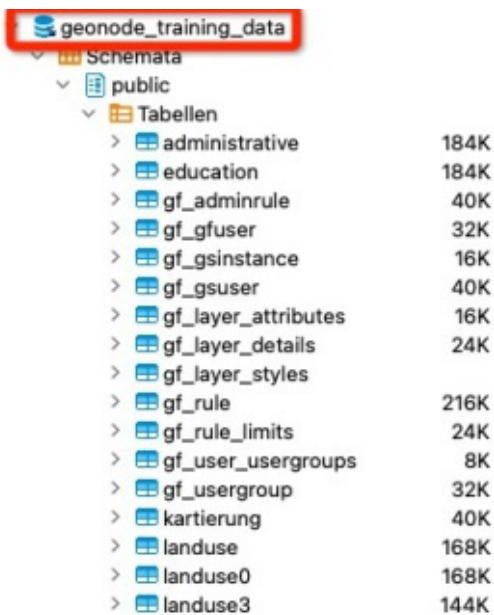 geonode_training_data
Schemata
public
Tabellen
administrative 184K
education 184K
gf_adminrule 40K
gf_gfuser 32K
gf_gsinstance 16K
gf_gsuser 40K
gf_layer_attributes 16K
gf_layer_details 24K
gf_layer_styles
gf_rule 216K
gf_rule_limits 24K
gf_user_usergroups 8K
gf_usergroup 32K
kartierung 40K
landuse 168K
landuse0 168K
landuse3 144K